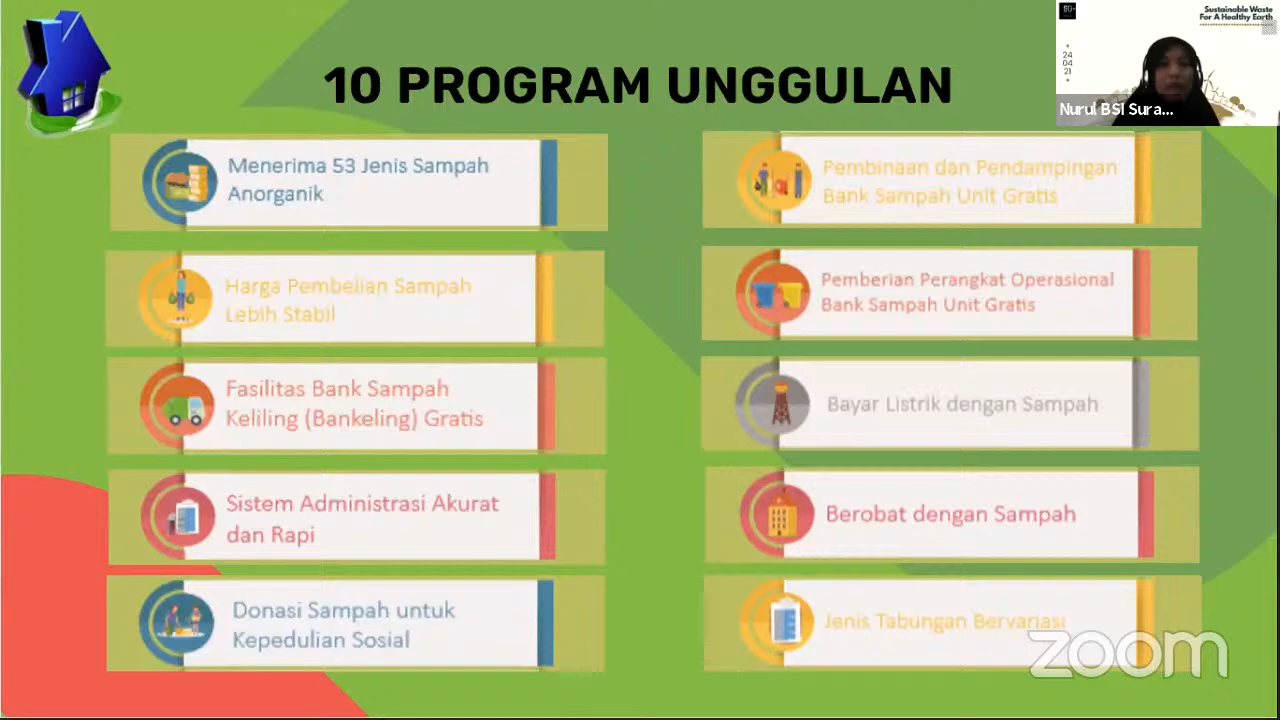 10 PROGRAM UNGGULAN
Sustainable Waste
For A Healthy Earth
24
04
21
Nurul BSI Sura...
Menerima 53 Jenis Sampah
Anorganik
Harga Pembelian Sampah
Lebih Stabil
Fasilitas Bank Sampah
Keliling (Bankeling) Gratis
Sistem Administrasi Akurat
dan Rapi
Donasi Sampah untuk
Kepedulian Sosial
Pembinaan dan Pendampingan
Bank Sampah Unit Gratis
Pemberian Perangkat Operasional
Bank Sampah Unit Gratis
Bayar Listrik dengan Sampah
Berobat dengan Sampah
Jenis Tabungan Bervariasi
zoom